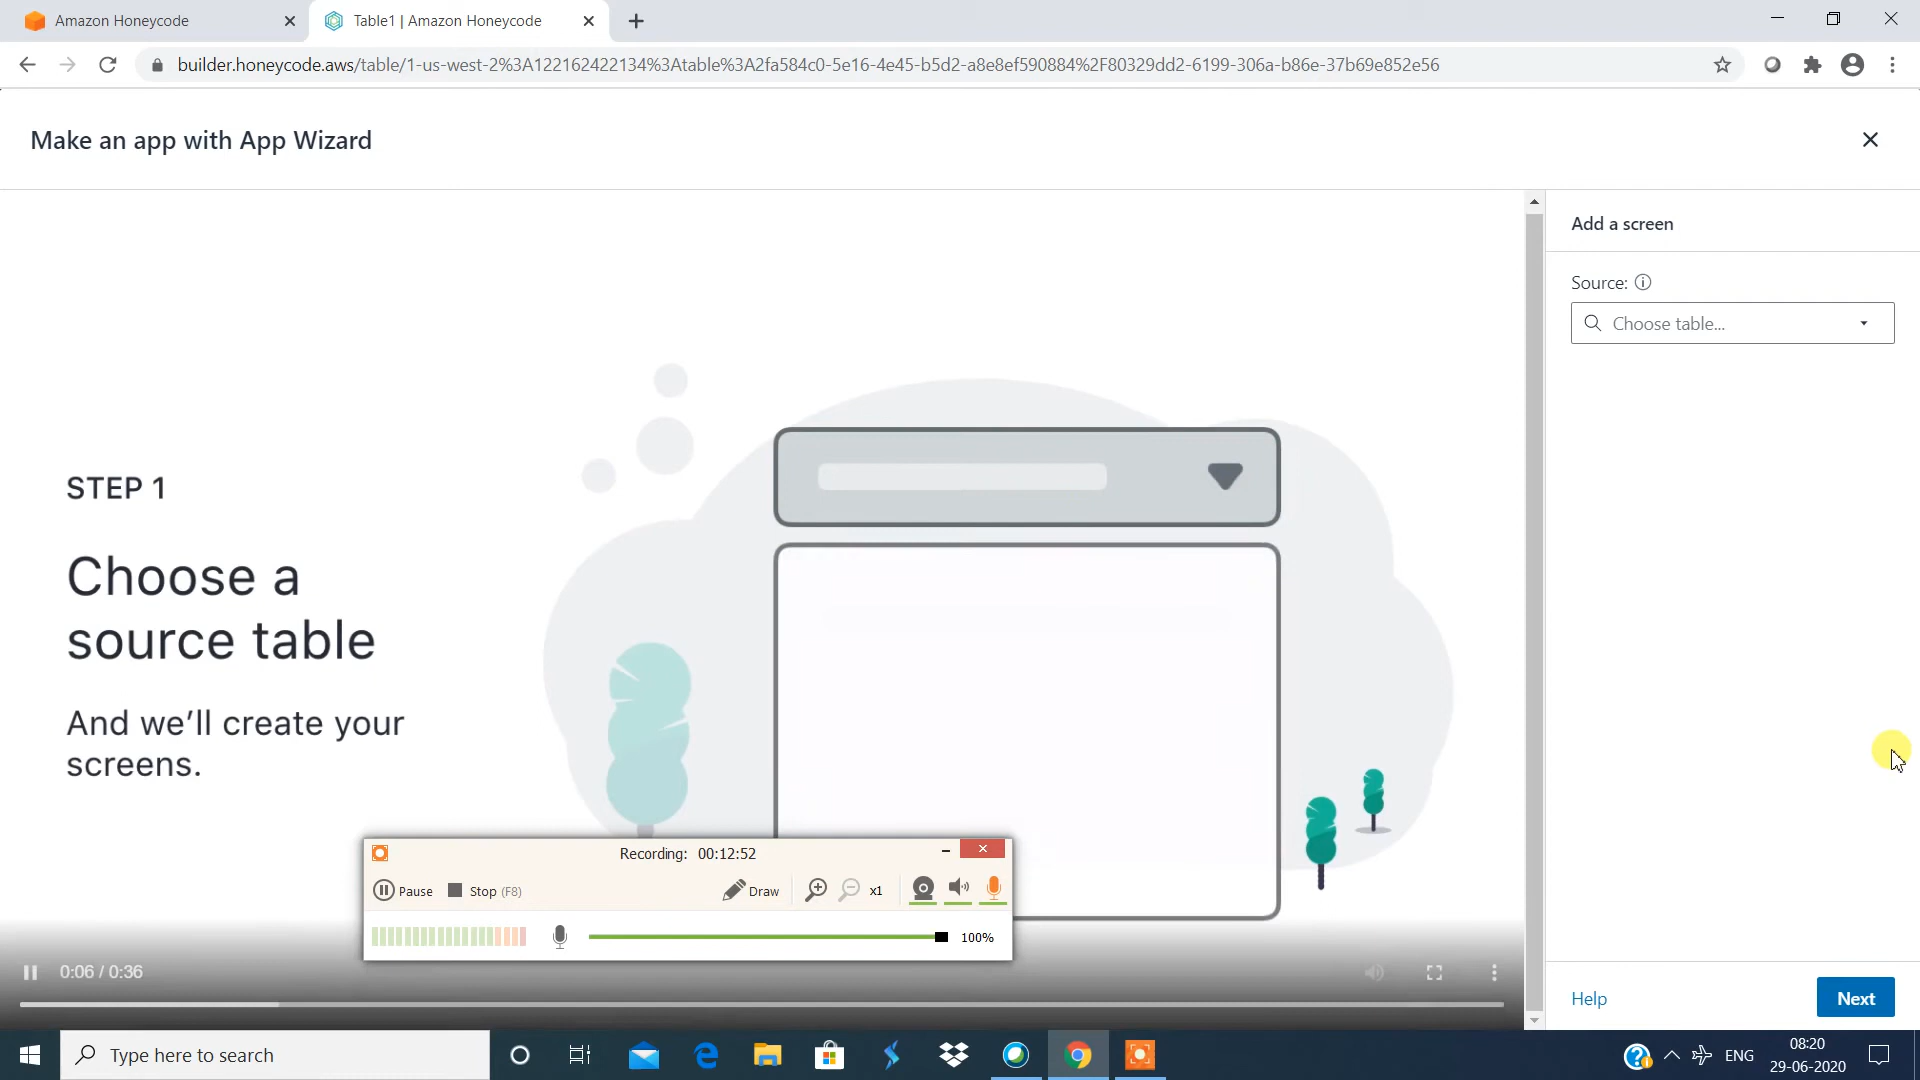 Amazon Honeycode
Table1 | Amazon Honeycode
builder.honeycode.aws/table/1-us-west-2%3A122162422134%3Atable%3A2fa584c0-5e16-4e45-b5d2-a8e8ef590884%2F80329dd2-6199-306a-b86e-37b69e852e56
Make an app with App Wizard
Add a screen
Source:
Choose table...
STEP 1
Choose a
source table
And we'll create your
screens.
Recording: 00:12:52
Pause
Stop (F8)
Draw
x1
100%
0:06 / 0:36
Help
Next
Type here to search
ENG
08:20
29-06-2020